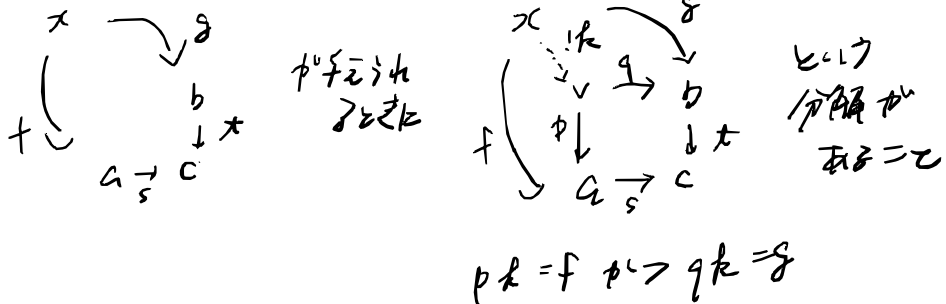 x g
b
f t
a → c
s
が与えられ
るときに
x !k g
v q b
f p t
a → c
s
という
分解が
あること
pk = f かつ qk = g